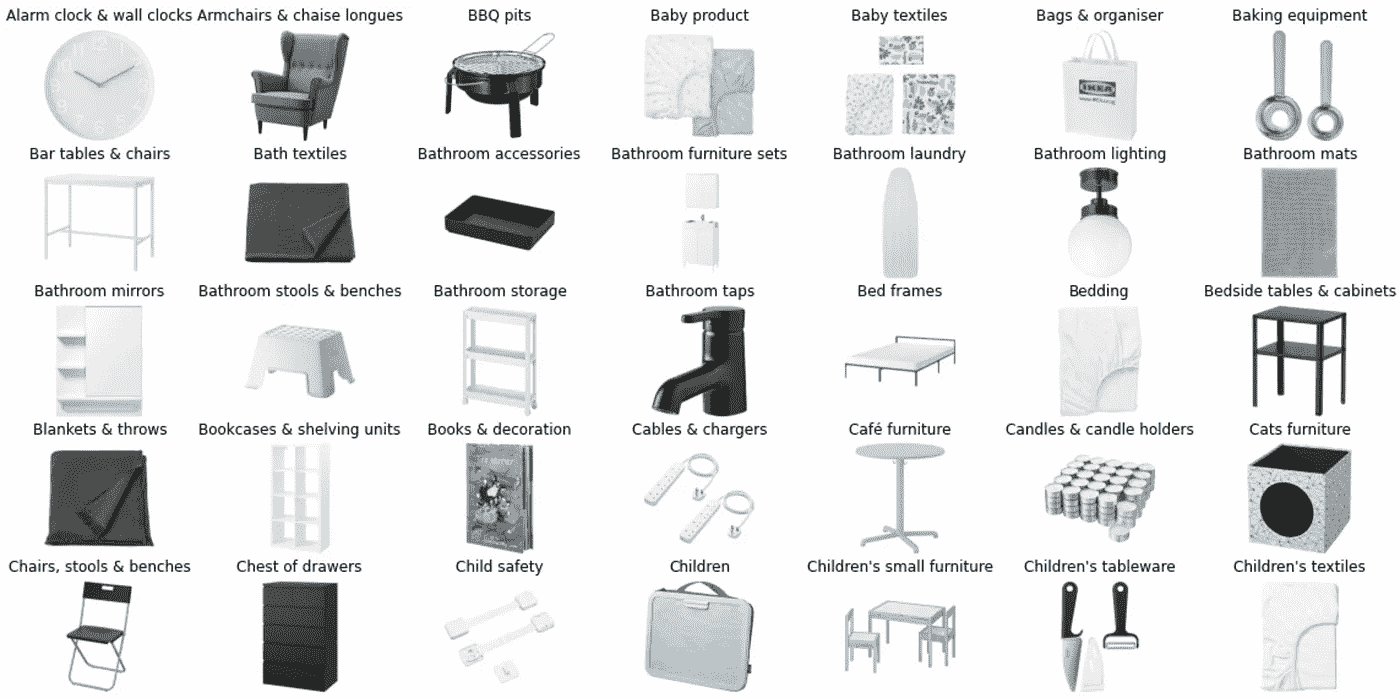 Alarm clock & wall clocks Armchairs & chaise longues BBQ pits Baby product Baby textiles Bags & organiser Baking equipment
IKEA
Bar tables & chairs Bath textiles Bathroom accessories Bathroom furniture sets Bathroom laundry Bathroom lighting Bathroom mats
Bathroom mirrors Bathroom stools & benches Bathroom storage Bathroom taps Bed frames Bedding Bedside tables & cabinets
Blankets & throws Bookcases & shelving units Books & decoration Cables & chargers Café furniture Candles & candle holders Cats furniture
Chairs, stools & benches Chest of drawers Child safety Children Children's small furniture Children's tableware Children's textiles